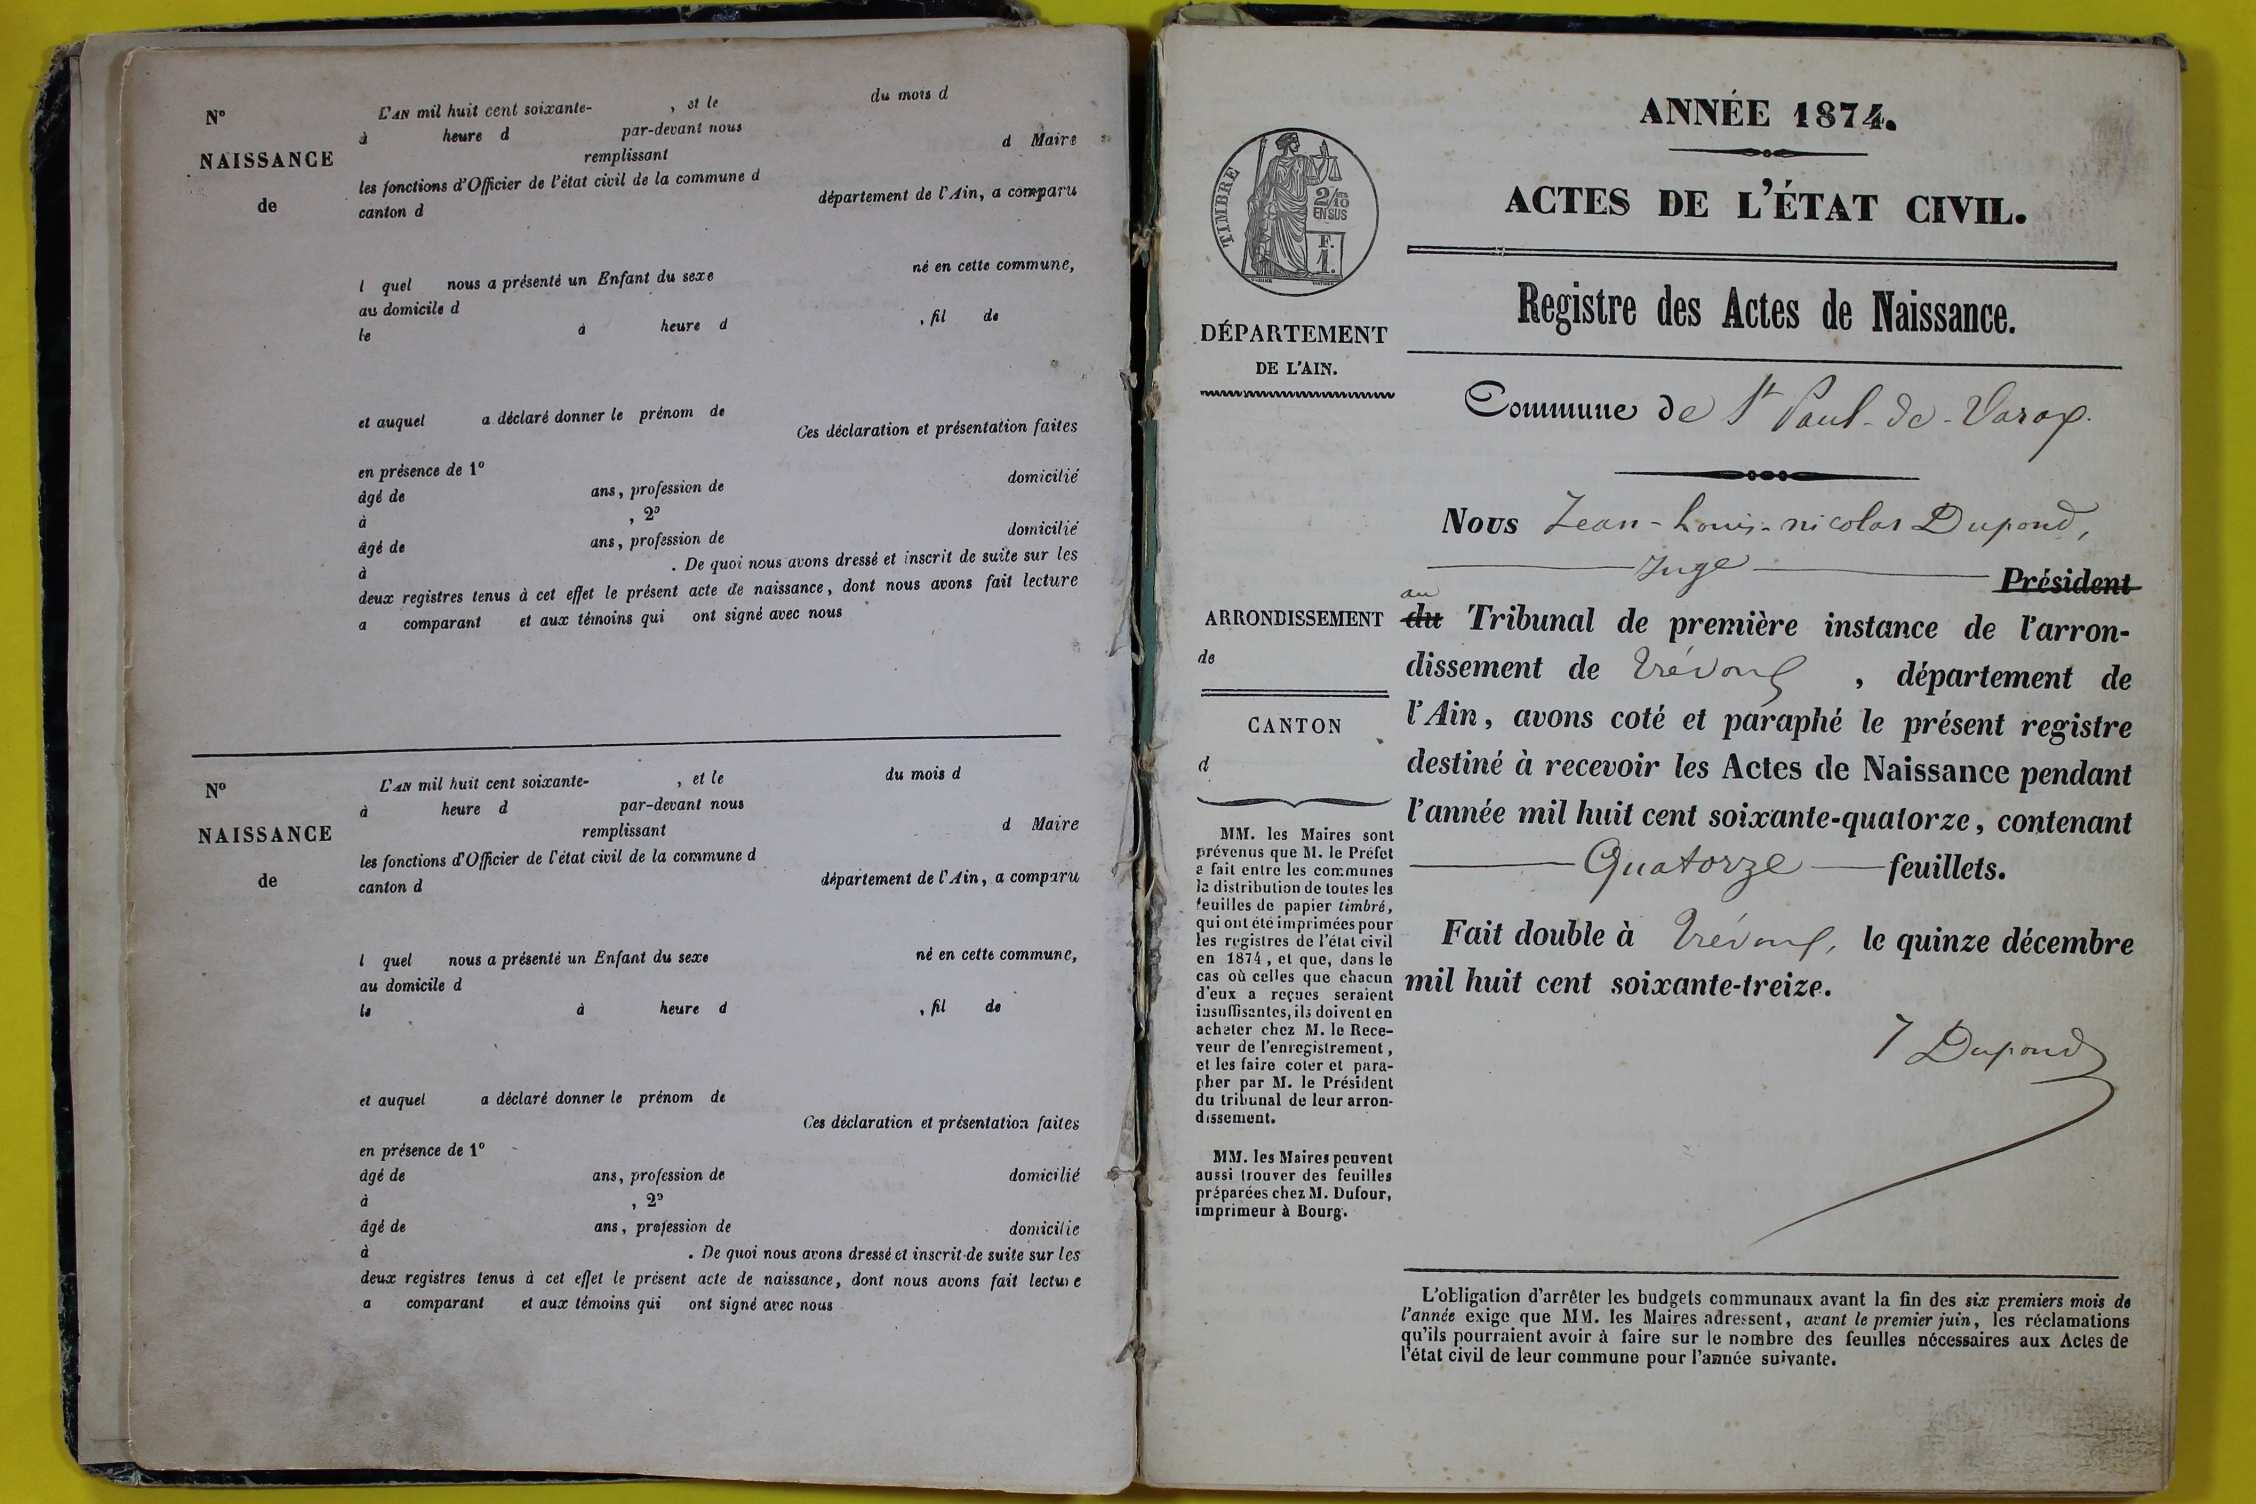 N°
NAISSANCE
de
L'AN mil huit cent soixante- , et le du mois d
à heure d par-devant nous
remplissant d Maire
les fonctions d'Officier de l'état civil de la commune d
canton d département de l'Ain, a comparu
l quel nous a présenté un Enfant du sexe né en cette commune,
au domicile d
le à heure d , fil de
et auquel a déclaré donner le prénom de
Ces déclaration et présentation faites
en présence de 1°
âgé de ans, profession de domicilié
à , 2°
âgé de ans, profession de domicilié
à . De quoi nous avons dressé et inscrit de suite sur les
deux registres tenus à cet effet le présent acte de naissance, dont nous avons fait lecture
a comparant et aux témoins qui ont signé avec nous
N°
NAISSANCE
de
L'AN mil huit cent soixante- , et le du mois d
à heure d par-devant nous
remplissant d Maire
les fonctions d'Officier de l'état civil de la commune d
canton d département de l'Ain, a comparu
l quel nous a présenté un Enfant du sexe né en cette commune,
au domicile d
le à heure d , fil de
et auquel a déclaré donner le prénom de
Ces déclaration et présentation faites
en présence de 1°
âgé de ans, profession de domicilié
à , 2°
âgé de ans, profession de domicilié
à . De quoi nous avons dressé et inscrit de suite sur les
deux registres tenus à cet effet le présent acte de naissance, dont nous avons fait lecture
a comparant et aux témoins qui ont signé avec nous
TIMBRE
2/10
EN SUS
F.
1.
DÉPARTEMENT
DE L'AIN.
ARRONDISSEMENT
de
CANTON
d
MM. les Maires sont
prévenus que M. le Préfet
a fait entre les communes
la distribution de toutes les
feuilles de papier timbré,
qui ont été imprimées pour
les registres de l'état civil
en 1874, et que, dans le
cas où celles que chacun
d'eux a reçues seraient
insuffisantes, ils doivent en
acheter chez M. le Rece-
veur de l'enregistrement,
et les faire coter et para-
pher par M. le Président
du tribunal de leur arron-
dissement.
MM. les Maires peuvent
aussi trouver des feuilles
préparées chez M. Dufour,
imprimeur à Bourg.
ANNÉE 1874.
ACTES DE L'ÉTAT CIVIL.
Registre des Actes de Naissance.
Commune de St Paul-de-Varax.
Nous Jean-Louis-nicolas Dupond,
Juge Président
au
du Tribunal de première instance de l'arron-
dissement de Trévoux, département de
l'Ain, avons coté et paraphé le présent registre
destiné à recevoir les Actes de Naissance pendant
l'année mil huit cent soixante-quatorze, contenant
Quatorze feuillets.
Fait double à Trévoux, le quinze décembre
mil huit cent soixante-treize.
J Dupond
L'obligation d'arrêter les budgets communaux avant la fin des six premiers mois de
l'année exige que MM. les Maires adressent, avant le premier juin, les réclamations
qu'ils pourraient avoir à faire sur le nombre des feuilles nécessaires aux Actes de
l'état civil de leur commune pour l'année suivante.